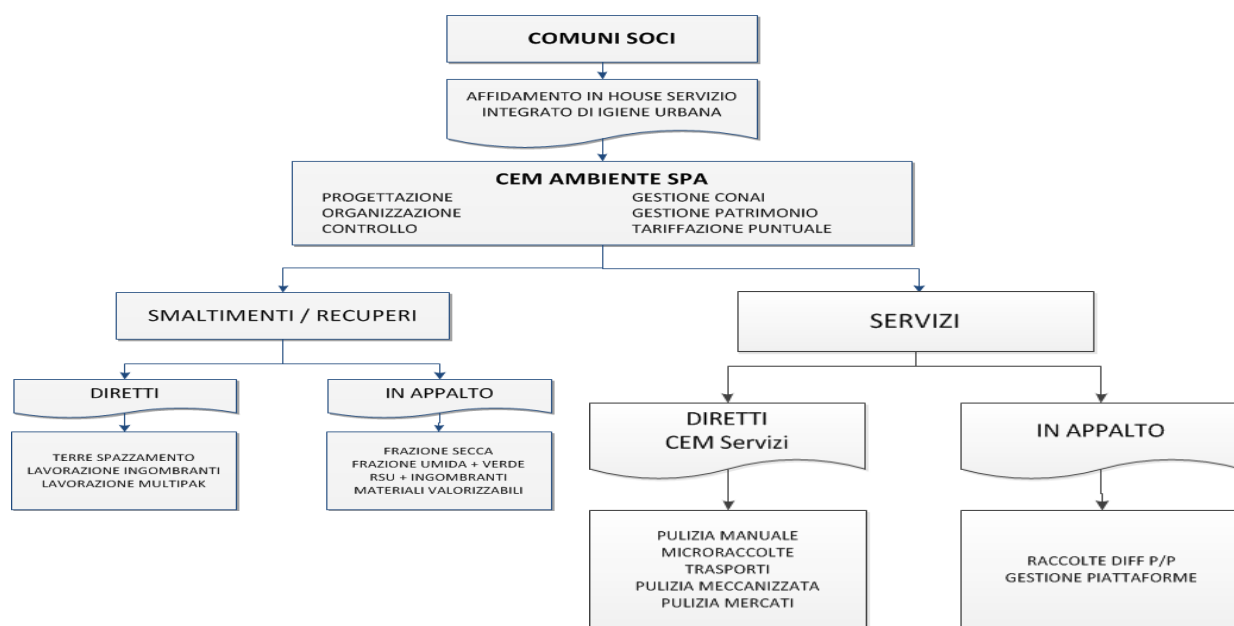 COMUNI SOCI
AFFIDAMENTO IN HOUSE SERVIZIO
INTEGRATO DI IGIENE URBANA
CEM AMBIENTE SPA
PROGETTAZIONE GESTIONE CONAI
ORGANIZZAZIONE GESTIONE PATRIMONIO
CONTROLLO TARIFFAZIONE PUNTUALE
SMALTIMENTI / RECUPERI
SERVIZI
DIRETTI
IN APPALTO
TERRE SPAZZAMENTO
LAVORAZIONE INGOMBRANTI
LAVORAZIONE MULTIPAK
FRAZIONE SECCA
FRAZIONE UMIDA + VERDE
RSU + INGOMBRANTI
MATERIALI VALORIZZABILI
DIRETTI
CEM Servizi
IN APPALTO
PULIZIA MANUALE
MICRORACCOLTE
TRASPORTI
PULIZIA MECCANIZZATA
PULIZIA MERCATI
RACCOLTE DIFF P/P
GESTIONE PIATTAFORME